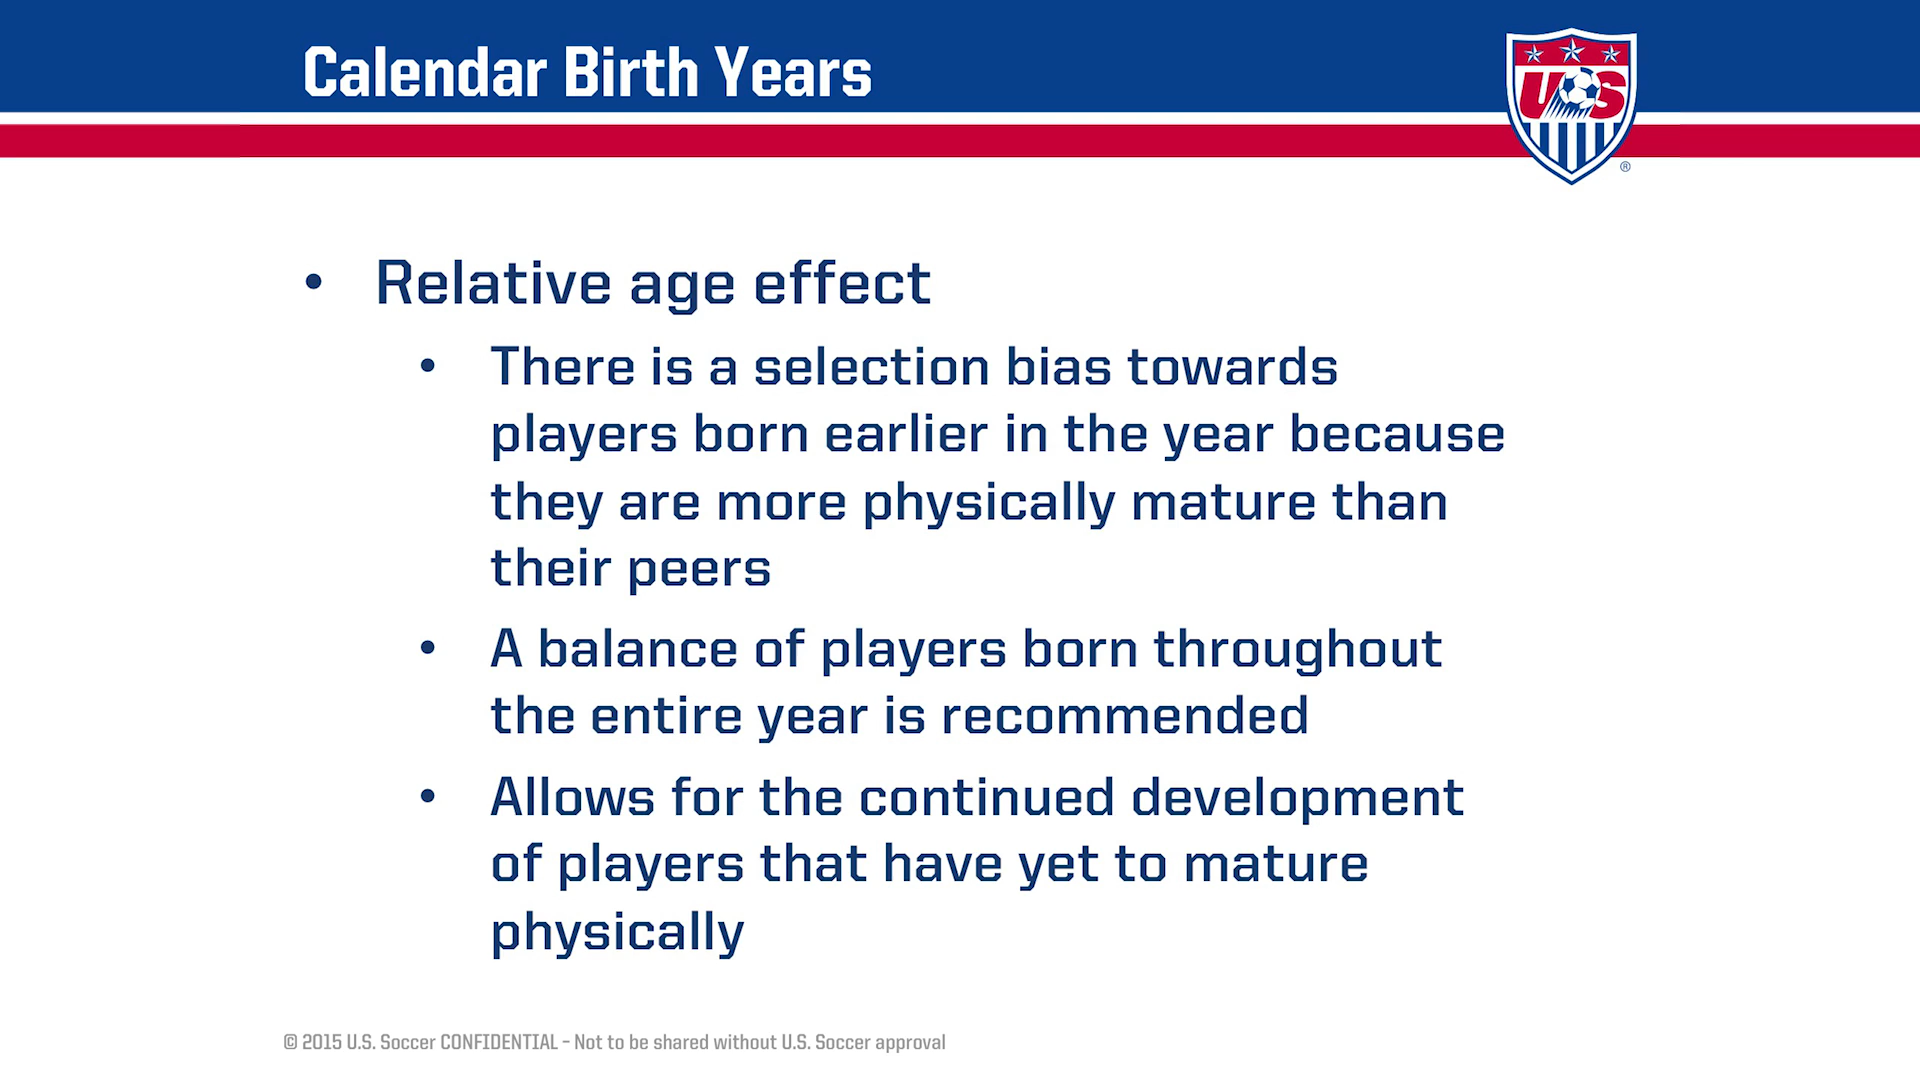 Calendar Birth Years
US
®
• Relative age effect
• There is a selection bias towards
players born earlier in the year because
they are more physically mature than
their peers
• A balance of players born throughout
the entire year is recommended
• Allows for the continued development
of players that have yet to mature
physically
© 2015 U.S. Soccer CONFIDENTIAL – Not to be shared without U.S. Soccer approval